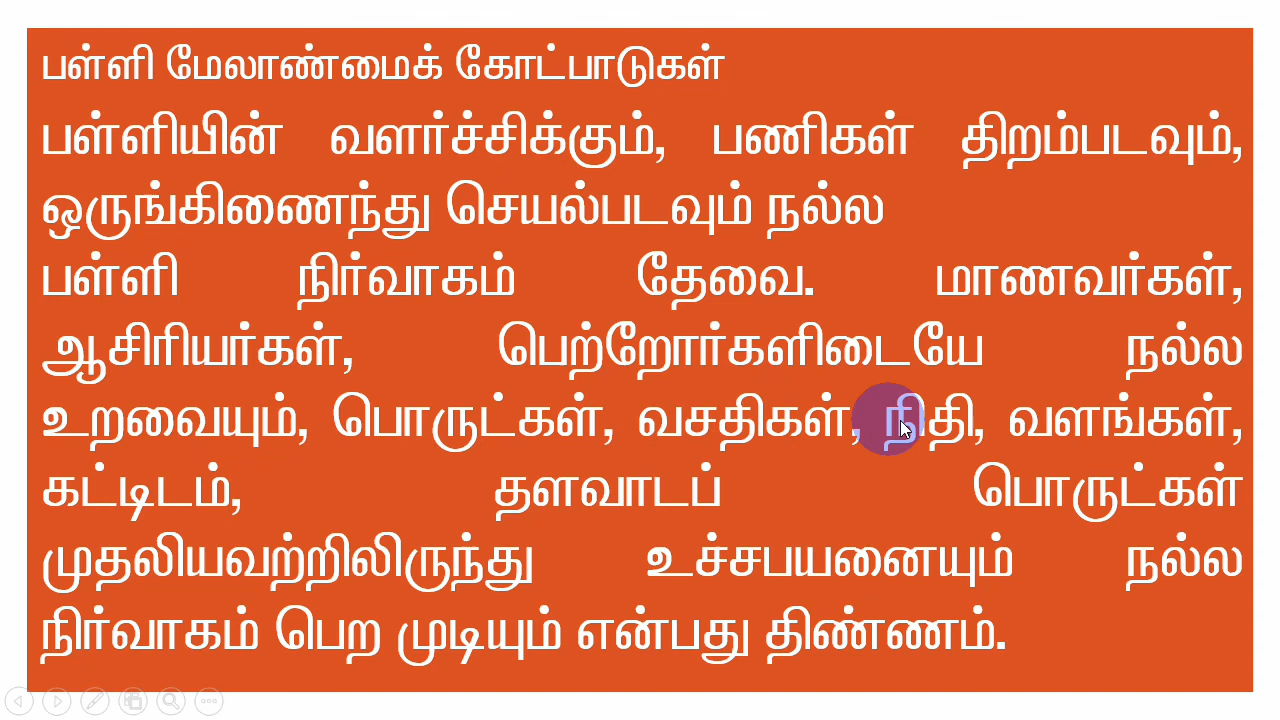 பள்ளி மேலாண்மைக் கோட்பாடுகள்
பள்ளியின் வளர்ச்சிக்கும், பணிகள் திறம்படவும்,
ஒருங்கிணைந்து செயல்படவும் நல்ல
பள்ளி நிர்வாகம் தேவை. மாணவர்கள்,
ஆசிரியர்கள், பெற்றோர்களிடையே நல்ல
உறவையும், பொருட்கள், வசதிகள், நிதி, வளங்கள்,
கட்டிடம், தளவாடப் பொருட்கள்
முதலியவற்றிலிருந்து உச்சபயனையும் நல்ல
நிர்வாகம் பெற முடியும் என்பது திண்ணம்.